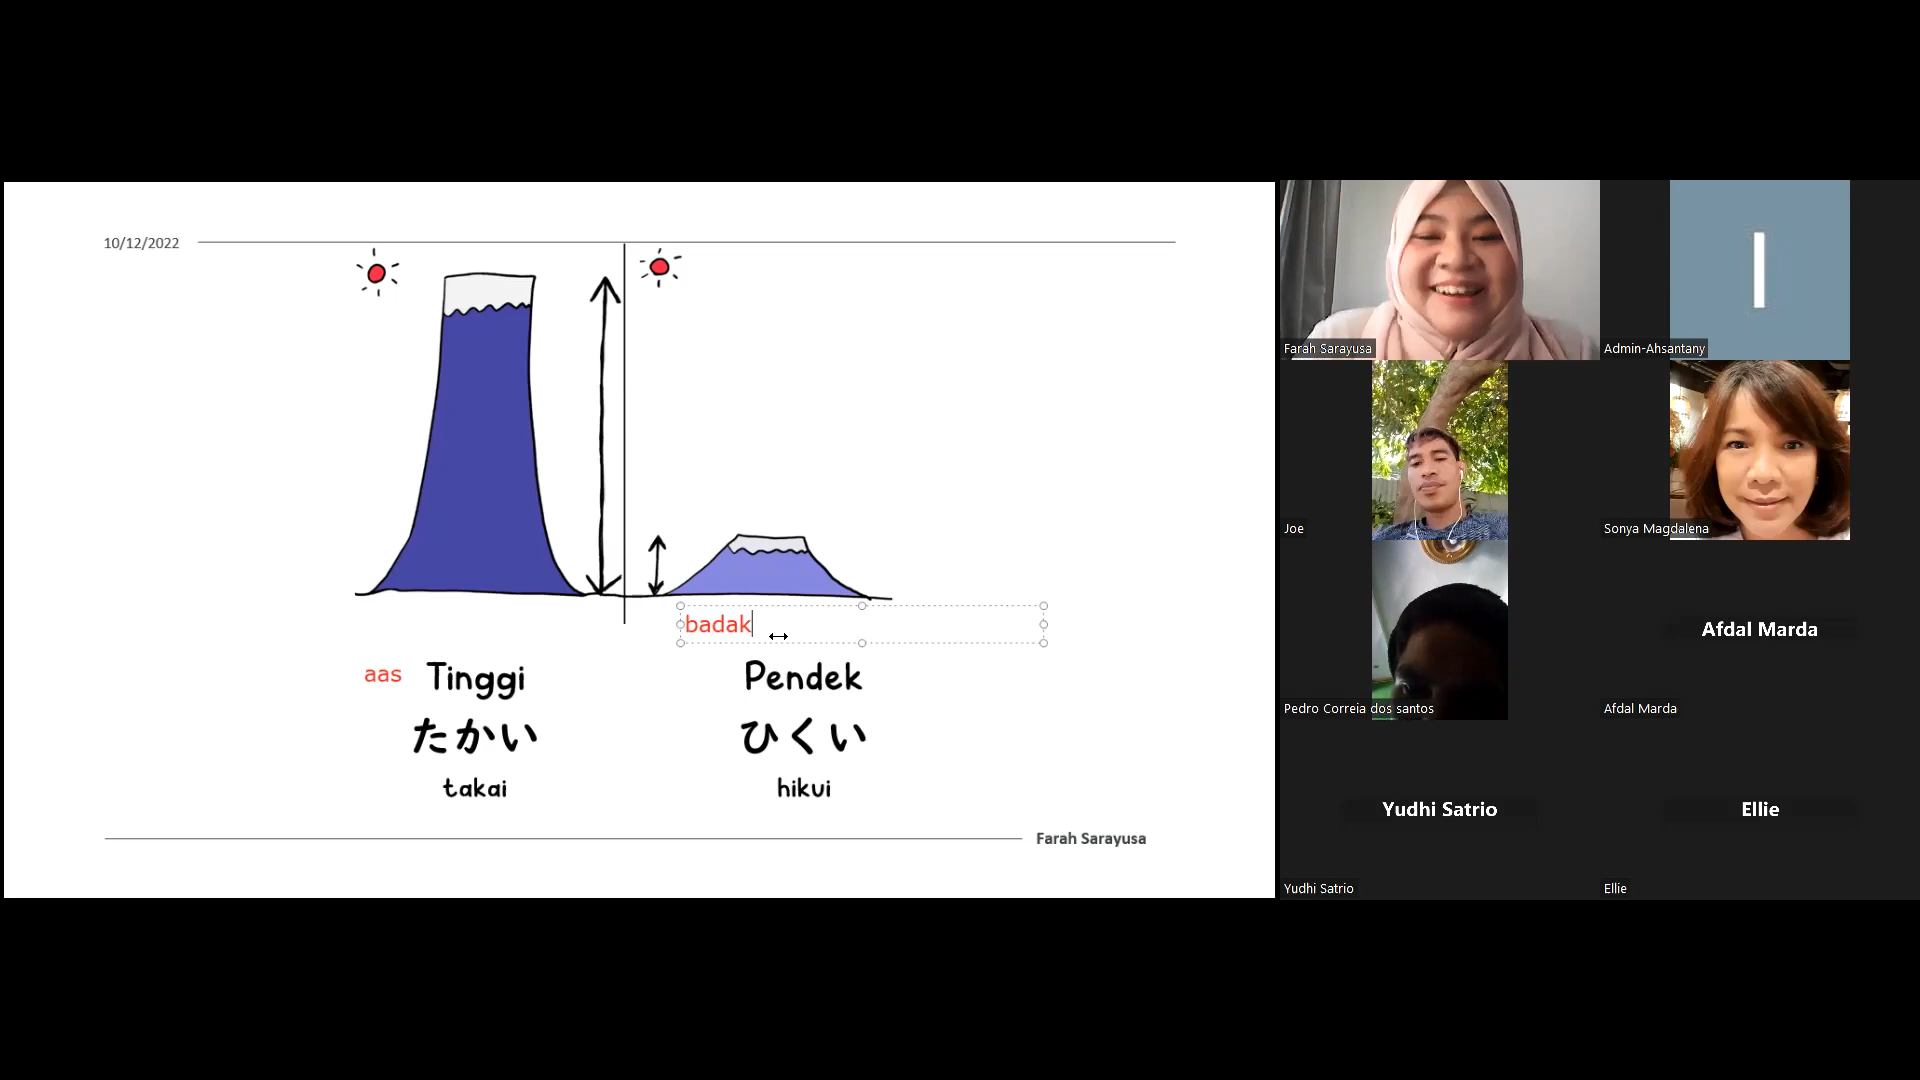 10/12/2022
badak
aas
Tinggi
Pendek
たかい
ひくい
takai
hikui
Farah Sarayusa
Farah Sarayusa
Admin-Ahsantany
Joe
Sonya Magdalena
Pedro Correia dos santos
Afdal Marda
Afdal Marda
Yudhi Satrio
Ellie
Yudhi Satrio
Ellie